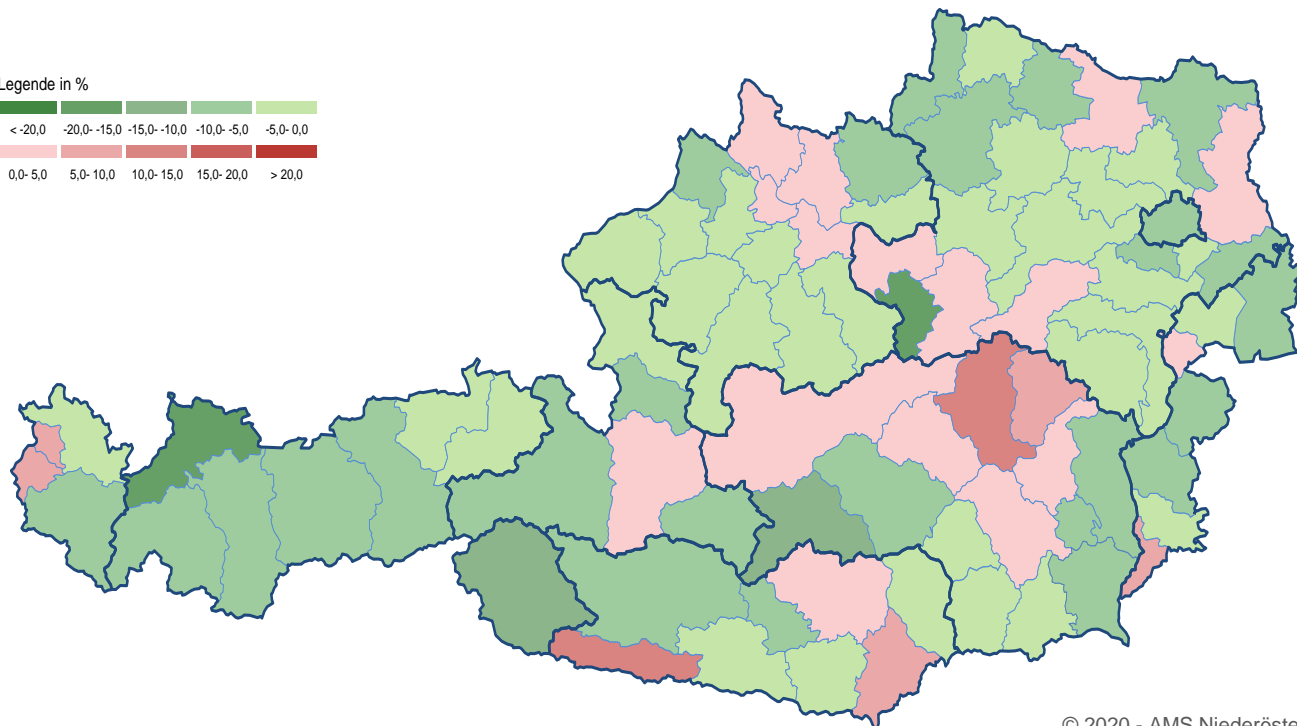 Legende in %
< -20,0 -20,0- -15,0 -15,0- -10,0 -10,0- -5,0 -5,0- 0,0
0,0- 5,0 5,0- 10,0 10,0- 15,0 15,0- 20,0 > 20,0
© 2020 - AMS Niederöste